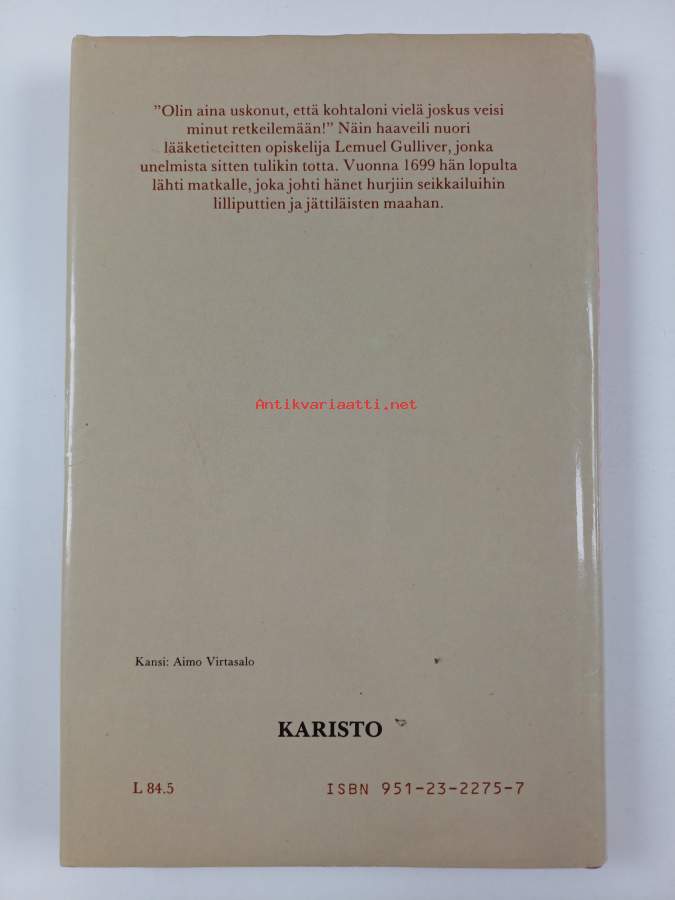 ”Olin aina uskonut, että kohtaloni vielä joskus veisi
minut retkeilemään!” Näin haaveili nuori
lääketieteitten opiskelija Lemuel Gulliver, jonka
unelmista sitten tulikin totta. Vuonna 1699 hän lopulta
lähti matkalle, joka johti hänet hurjiin seikkailuihin
lilliputtien ja jättiläisten maahan.
Antikvariaatti.net
Kansi: Aimo Virtasalo
KARISTO
L 84.5 ISBN 951-23-2275-7